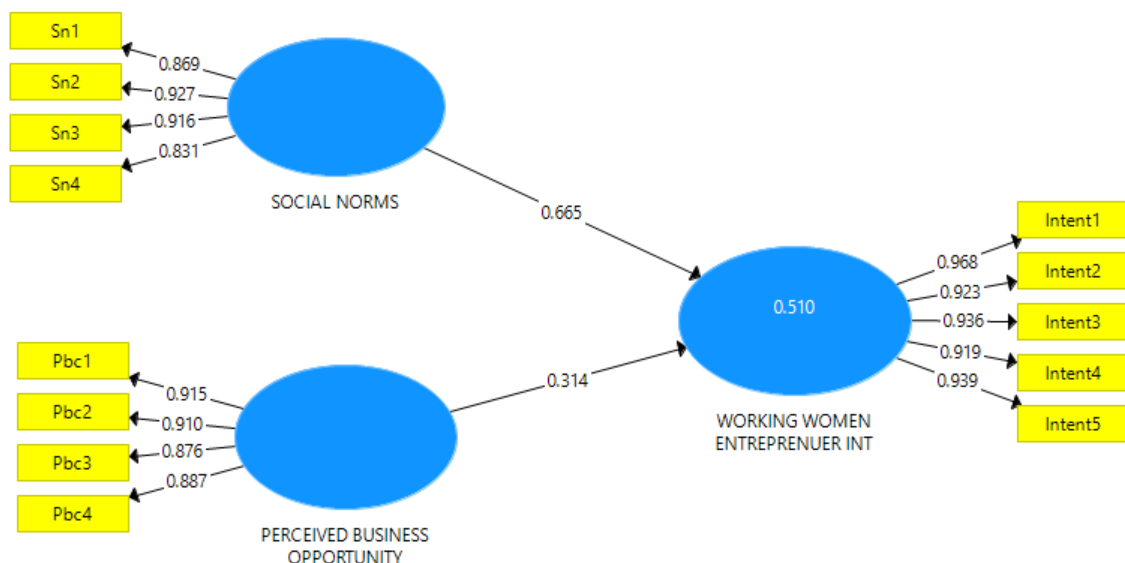 Sn1
0.869
Sn2
0.927
Sn3
0.916
Sn4
0.831
SOCIAL NORMS
0.665
Intent1
0.968
Intent2
0.923
0.510
0.936
Intent3
0.919
Intent4
0.939
Intent5
WORKING WOMEN
ENTREPRENUER INT
0.314
Pbc1
0.915
Pbc2
0.910
Pbc3
0.876
0.887
Pbc4
PERCEIVED BUSINESS
OPPORTUNITY